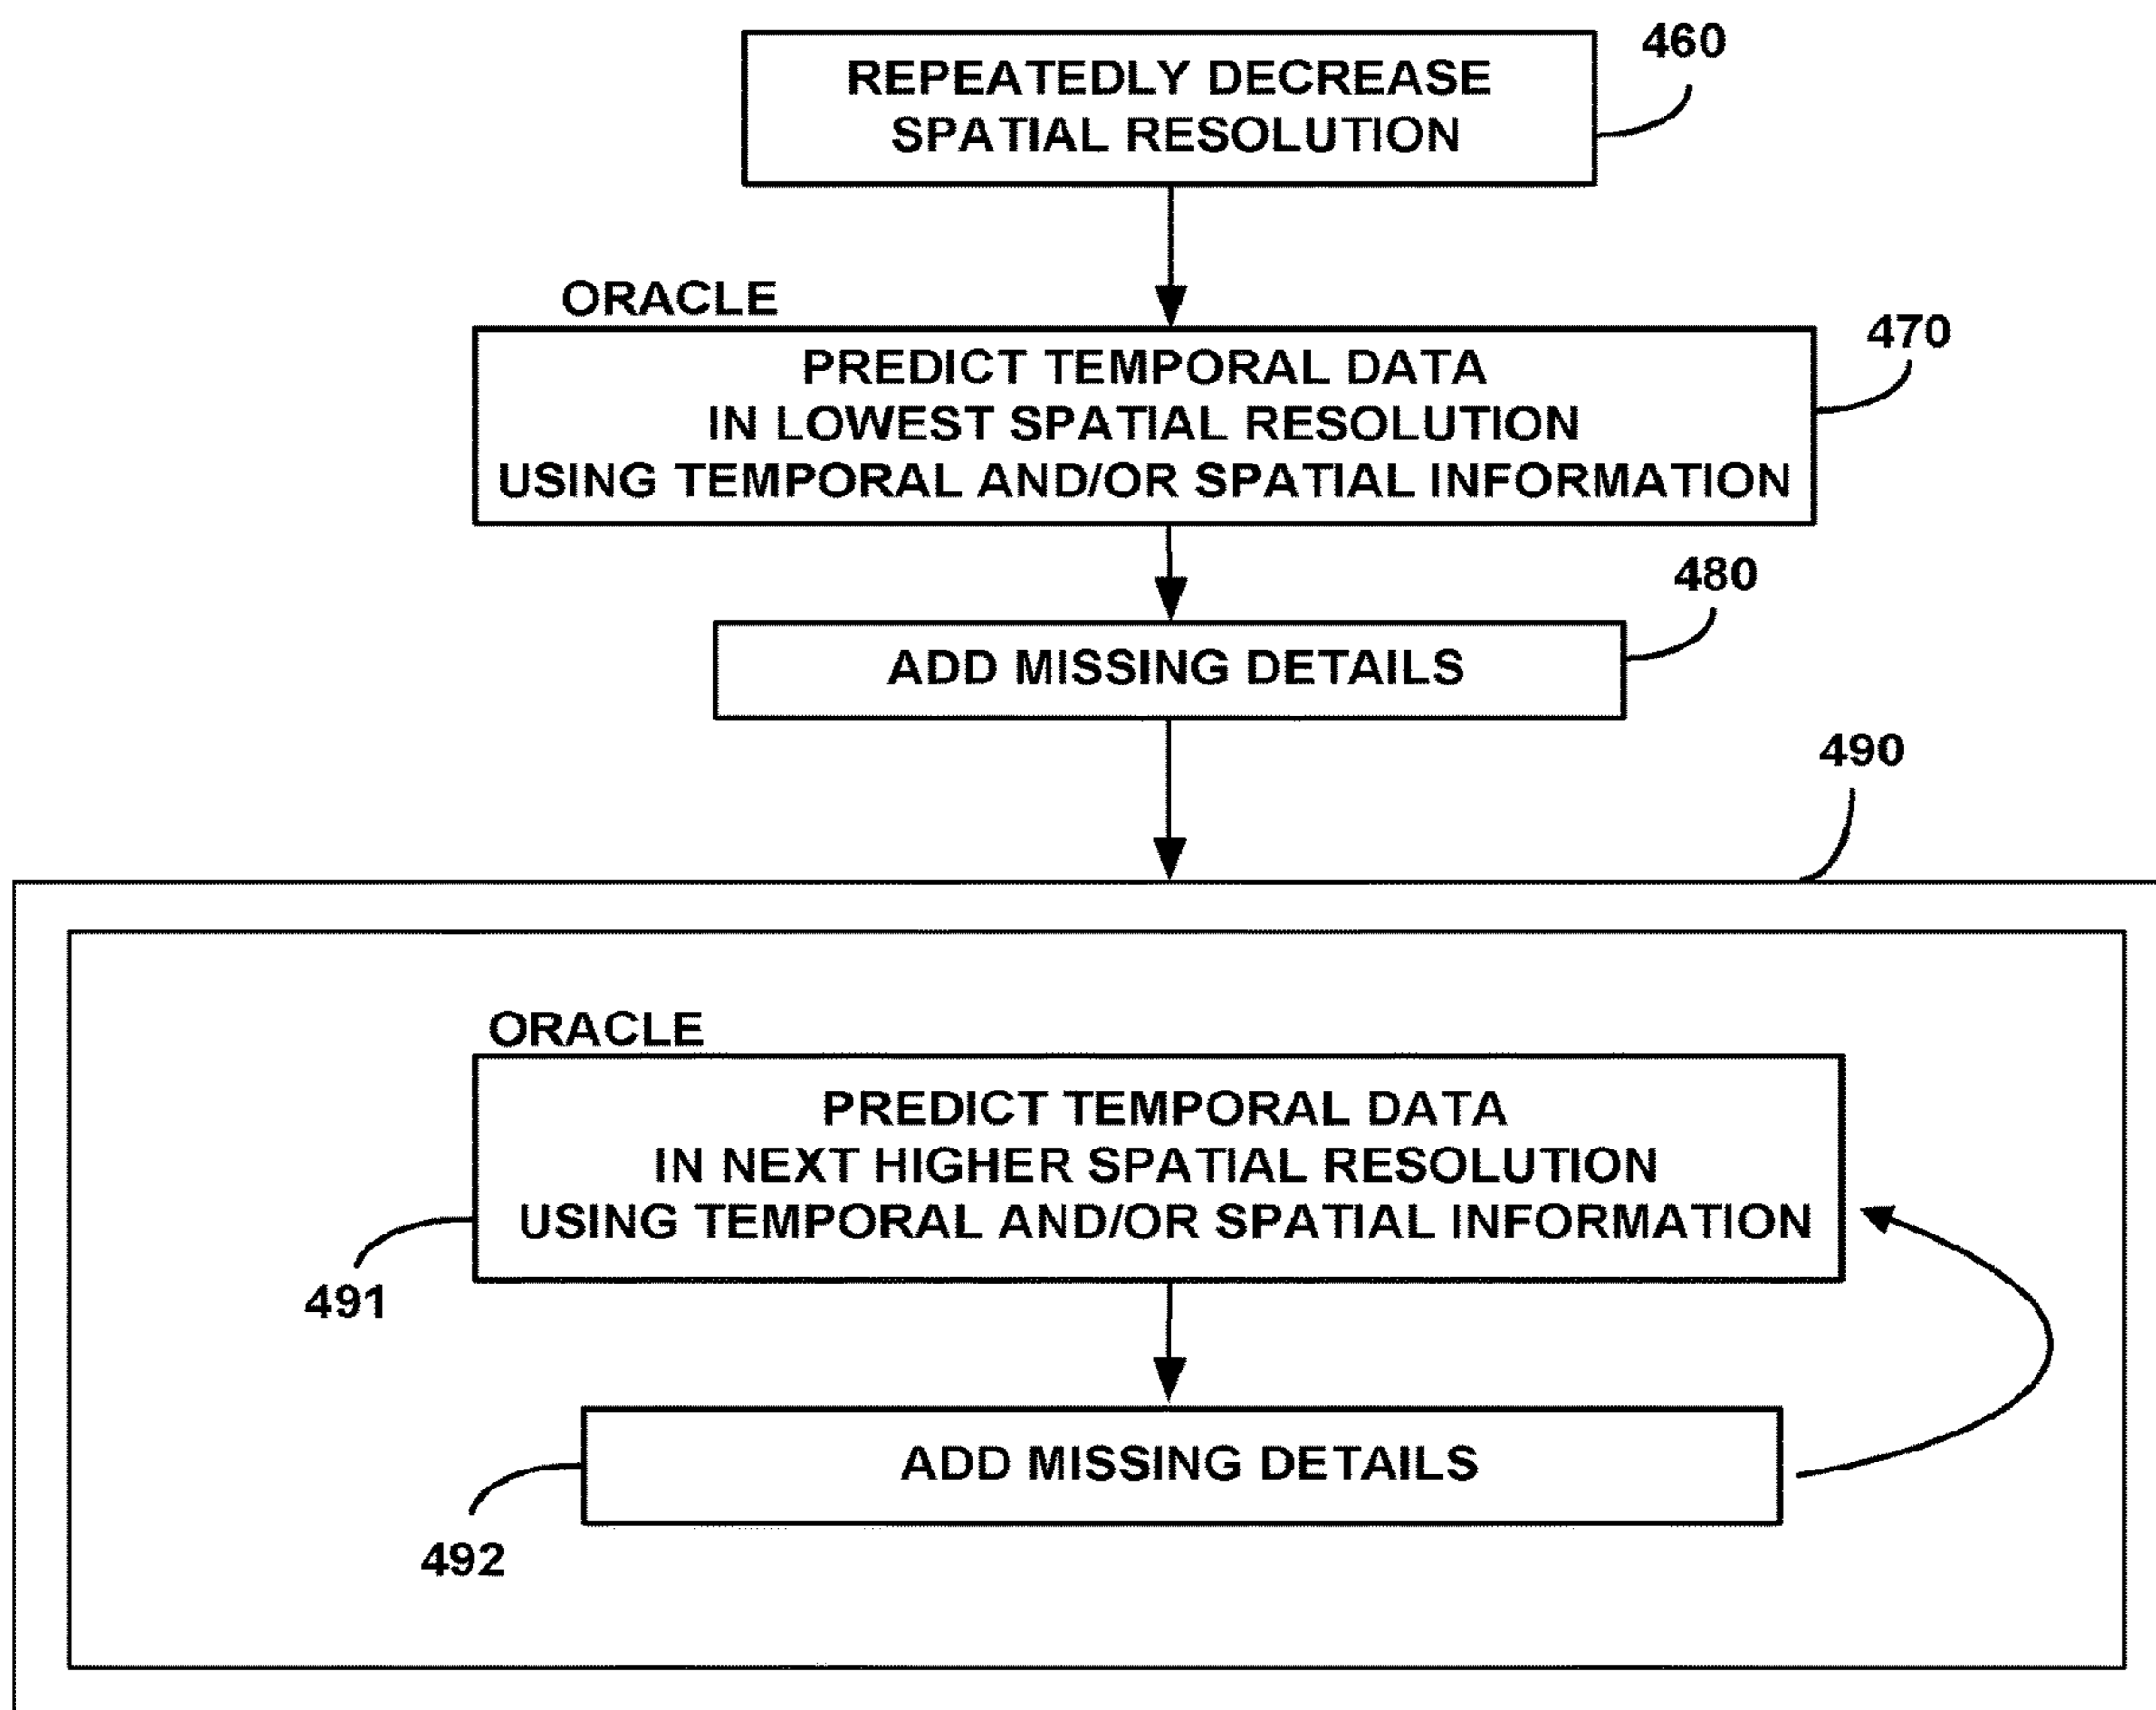 REPEATEDLY DECREASE
SPATIAL RESOLUTION
460
ORACLE
PREDICT TEMPORAL DATA
IN LOWEST SPATIAL RESOLUTION
USING TEMPORAL AND/OR SPATIAL INFORMATION
470
480
ADD MISSING DETAILS
490
ORACLE
PREDICT TEMPORAL DATA
IN NEXT HIGHER SPATIAL RESOLUTION
USING TEMPORAL AND/OR SPATIAL INFORMATION
491
ADD MISSING DETAILS
492